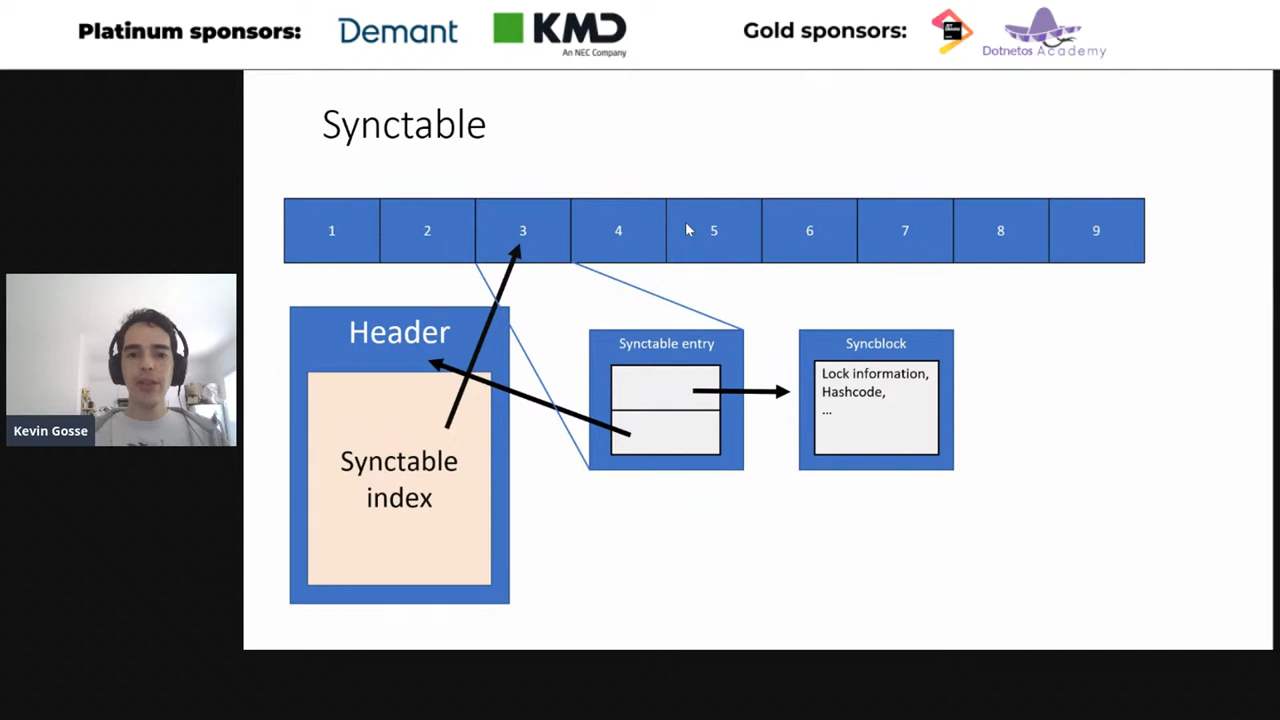 Platinum sponsors:
Demant
KMD
An NEC Company
Gold sponsors:
Dotnetos Academy
Synctable
1 2 3 4 5 6 7 8 9
Header
Synctable
index
Synctable entry
Syncblock
Lock information,
Hashcode,
...
Kevin Gosse